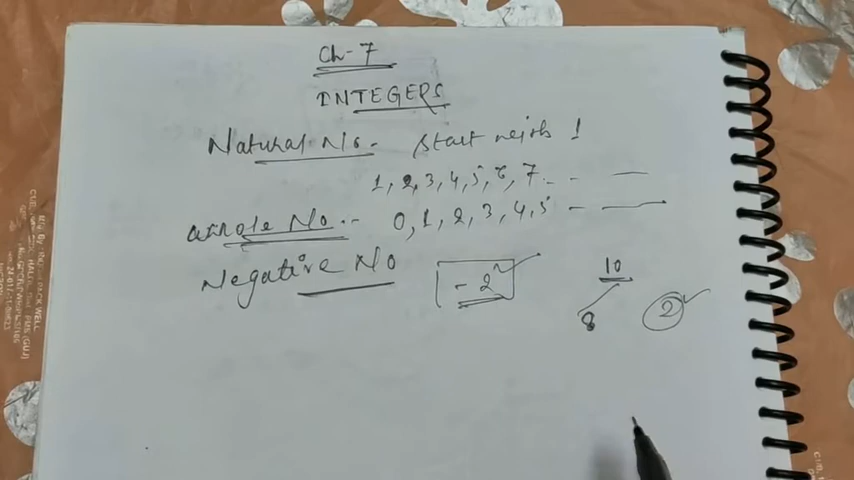 Ch-7
INTEGERS
Natural No. - Start with 1
1, 2, 3, 4, 5, 6, 7 - - —
Whole No. - 0, 1, 2, 3, 4, 5 - —
Negative No -2 10
8 2